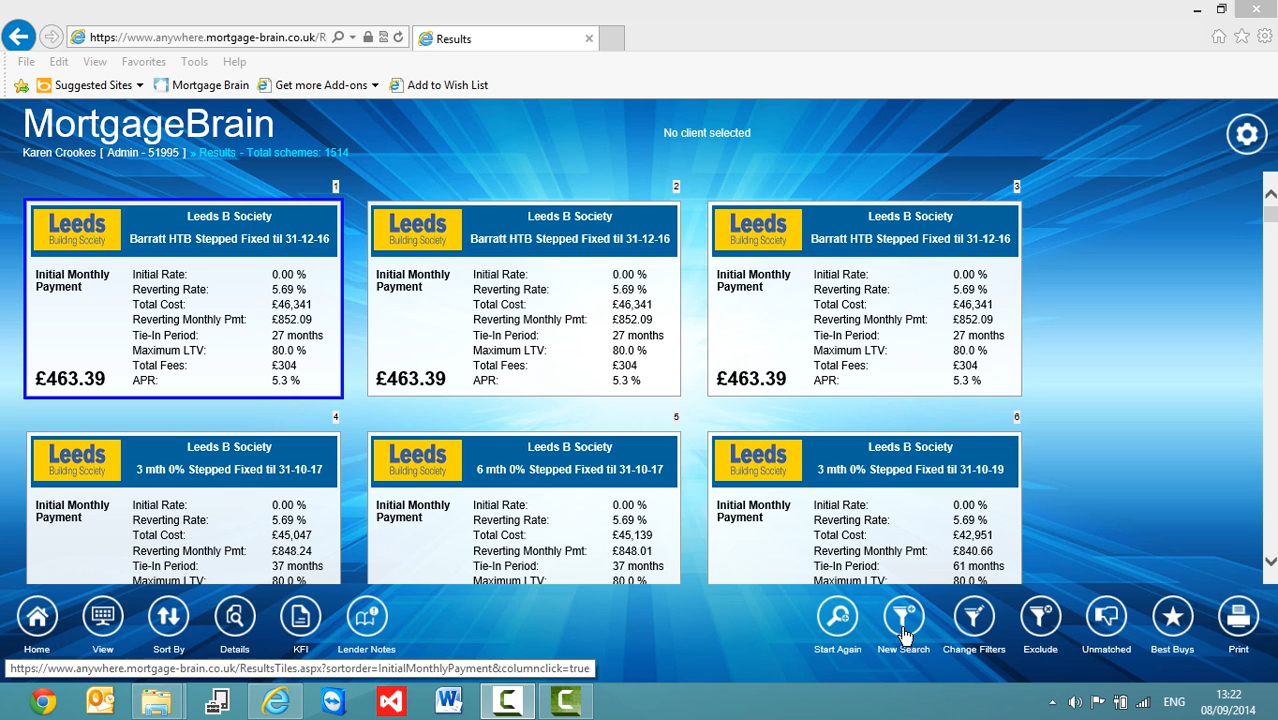 https://www.anywhere.mortgage-brain.co.uk/R
Results
File Edit View Favorites Tools Help
Suggested Sites Mortgage Brain Get more Add-ons Add to Wish List
MortgageBrain
No client selected
Karen Crookes [ Admin - 51995 ] » Results - Total schemes: 1514
1
Leeds Building Society
Leeds B Society
Barratt HTB Stepped Fixed til 31-12-16
Initial Monthly Payment
£463.39
Initial Rate: 0.00 %
Reverting Rate: 5.69 %
Total Cost: £46,341
Reverting Monthly Pmt: £852.09
Tie-In Period: 27 months
Maximum LTV: 80.0 %
Total Fees: £304
APR: 5.3 %
2
Leeds Building Society
Leeds B Society
Barratt HTB Stepped Fixed til 31-12-16
Initial Monthly Payment
£463.39
Initial Rate: 0.00 %
Reverting Rate: 5.69 %
Total Cost: £46,341
Reverting Monthly Pmt: £852.09
Tie-In Period: 27 months
Maximum LTV: 80.0 %
Total Fees: £304
APR: 5.3 %
3
Leeds Building Society
Leeds B Society
Barratt HTB Stepped Fixed til 31-12-16
Initial Monthly Payment
£463.39
Initial Rate: 0.00 %
Reverting Rate: 5.69 %
Total Cost: £46,341
Reverting Monthly Pmt: £852.09
Tie-In Period: 27 months
Maximum LTV: 80.0 %
Total Fees: £304
APR: 5.3 %
4
Leeds Building Society
Leeds B Society
3 mth 0% Stepped Fixed til 31-10-17
Initial Monthly Payment
Initial Rate: 0.00 %
Reverting Rate: 5.69 %
Total Cost: £45,047
Reverting Monthly Pmt: £848.24
Tie-In Period: 37 months
Maximum LTV: 80.0 %
5
Leeds Building Society
Leeds B Society
6 mth 0% Stepped Fixed til 31-10-17
Initial Monthly Payment
Initial Rate: 0.00 %
Reverting Rate: 5.69 %
Total Cost: £45,139
Reverting Monthly Pmt: £848.01
Tie-In Period: 37 months
Maximum LTV: 80.0 %
6
Leeds Building Society
Leeds B Society
3 mth 0% Stepped Fixed til 31-10-19
Initial Monthly Payment
Initial Rate: 0.00 %
Reverting Rate: 5.69 %
Total Cost: £42,951
Reverting Monthly Pmt: £840.66
Tie-In Period: 61 months
Maximum LTV: 80.0 %
Home View Sort By Details KFI Lender Notes Start Again New Search Change Filters Exclude Unmatched Best Buys Print
https://www.anywhere.mortgage-brain.co.uk/ResultsTiles.aspx?sortorder=InitialMonthlyPayment&columnclick=true
ENG
13:22
08/09/2014